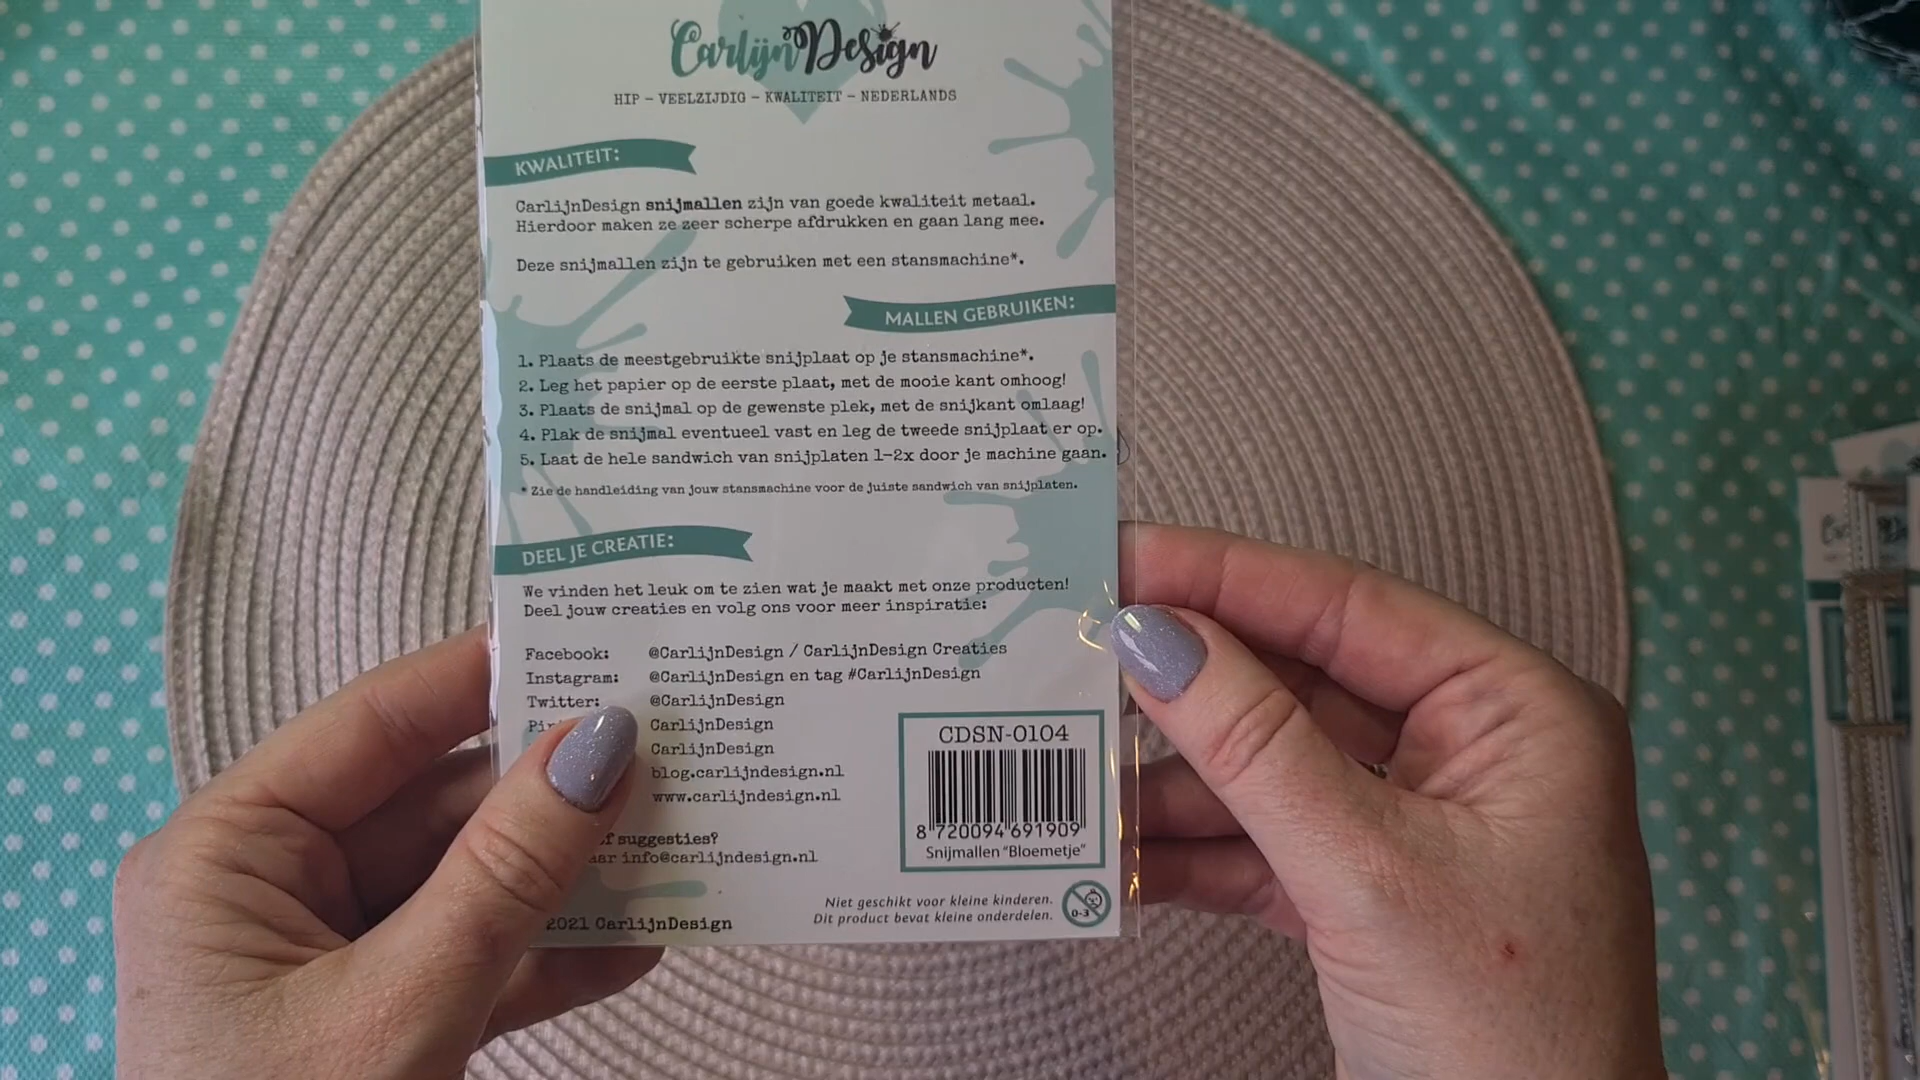 CarlijnDesign
HIP – VEELZIJDIG – KWALITEIT – NEDERLANDS
KWALITEIT:
CarlijnDesign snijmallen zijn van goede kwaliteit metaal.
Hierdoor maken ze zeer scherpe afdrukken en gaan lang mee.
Deze snijmallen zijn te gebruiken met een stansmachine*.
MALLEN GEBRUIKEN:
1. Plaats de meestgebruikte snijplaat op je stansmachine*.
2. Leg het papier op de eerste plaat, met de mooie kant omhoog!
3. Plaats de snijmal op de gewenste plek, met de snijkant omlaag!
4. Plak de snijmal eventueel vast en leg de tweede snijplaat er op.
5. Laat de hele sandwich van snijplaten 1-2x door je machine gaan.
* Zie de handleiding van jouw stansmachine voor de juiste sandwich van snijplaten.
DEEL JE CREATIE:
We vinden het leuk om te zien wat je maakt met onze producten!
Deel jouw creaties en volg ons voor meer inspiratie:
Facebook: @CarlijnDesign / CarlijnDesign Creaties
Instagram: @CarlijnDesign en tag #CarlijnDesign
Twitter: @CarlijnDesign
CarlijnDesign
CarlijnDesign
blog.carlijndesign.nl
www.carlijndesign.nl
suggesties?
info@carlijndesign.nl
2021 CarlijnDesign
CDSN-0104
8 720094 691909
Snijmallen "Bloemetje"
Niet geschikt voor kleine kinderen.
Dit product bevat kleine onderdelen.
0-3